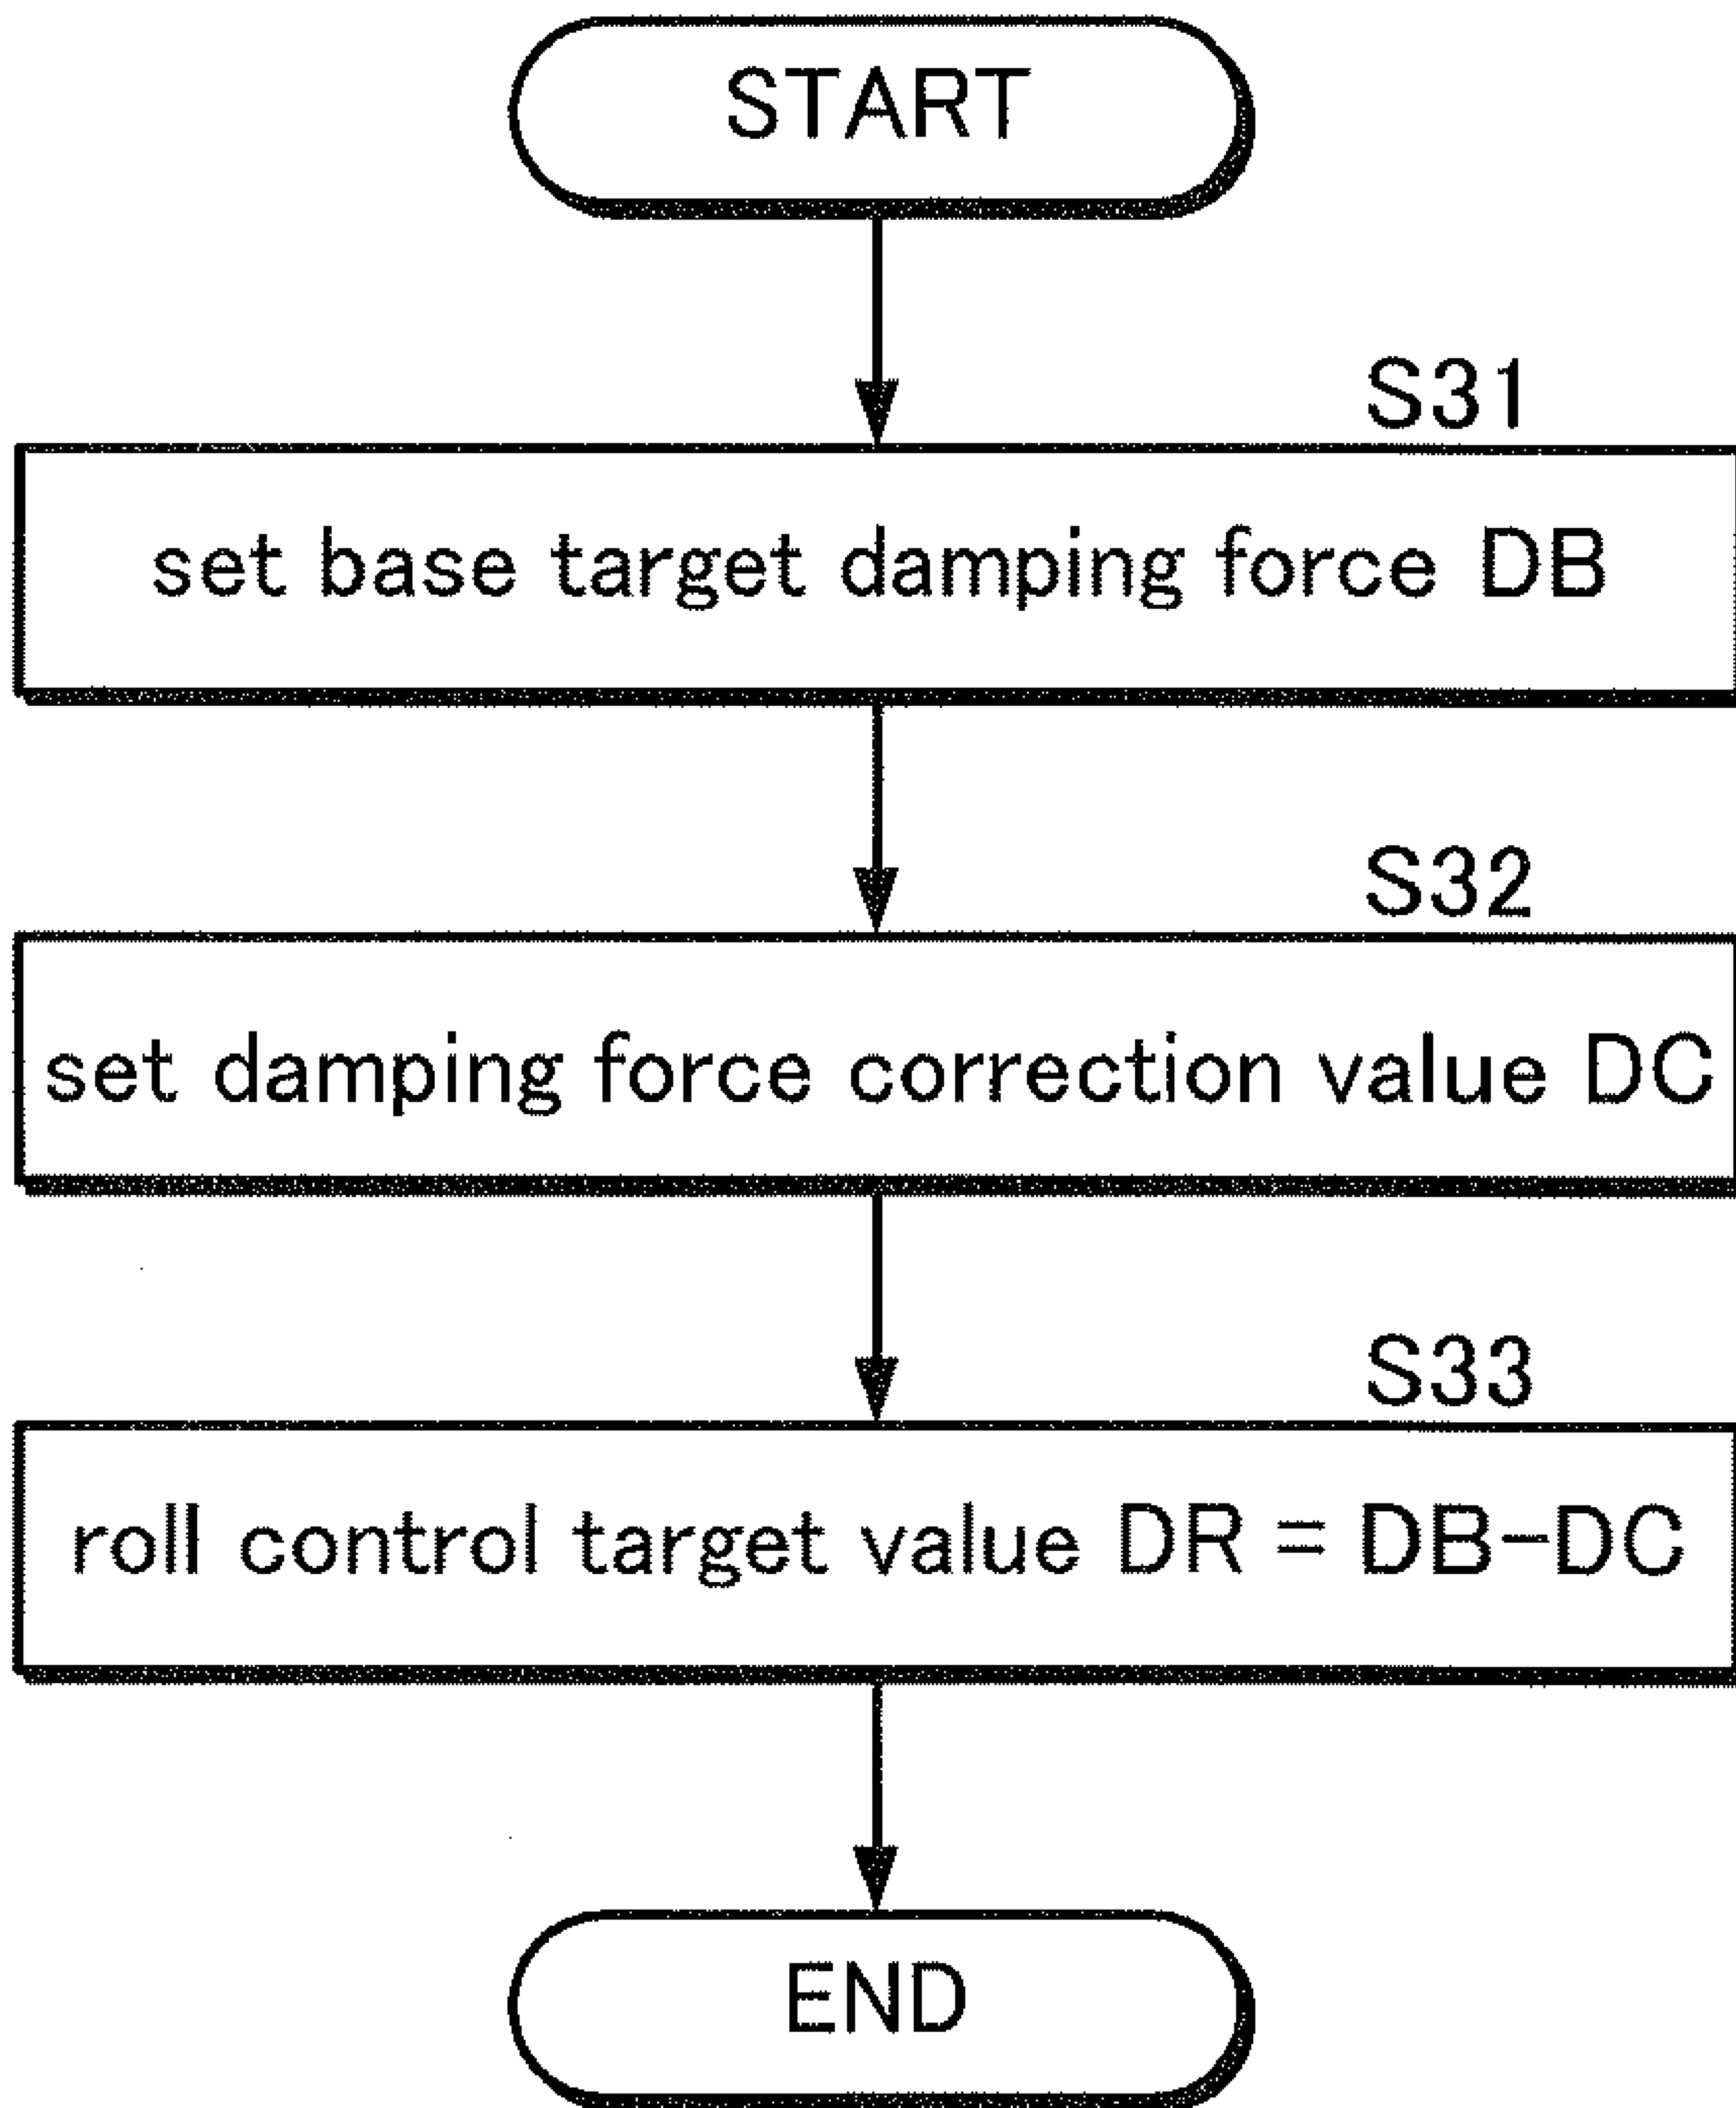 START
S31
set base target damping force DB
S32
set damping force correction value DC
S33
roll control target value DR = DB-DC
END